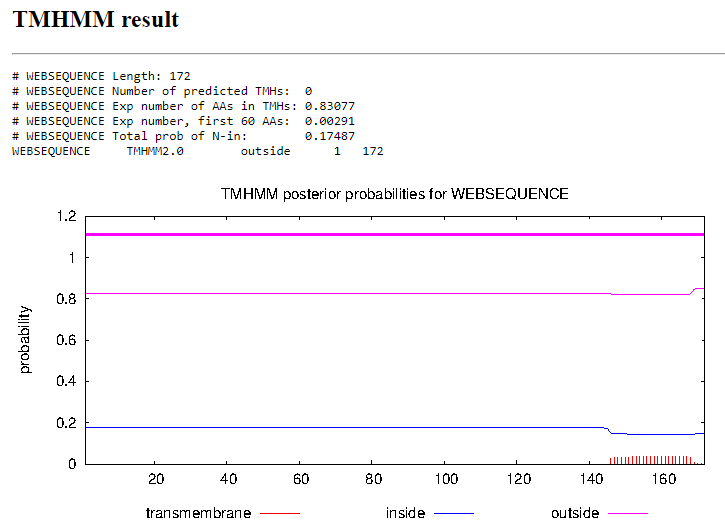 TMHMM result
# WEBSEQUENCE Length: 172
# WEBSEQUENCE Number of predicted TMHs:  0
# WEBSEQUENCE Exp number of AAs in TMHs: 0.83077
# WEBSEQUENCE Exp number, first 60 AAs:  0.00291
# WEBSEQUENCE Total prob of N-in:        0.17487
WEBSEQUENCE     TMHMM2.0        outside      1   172
TMHMM posterior probabilities for WEBSEQUENCE
1.2
1
0.8
0.6
0.4
0.2
0
probability
20 40 60 80 100 120 140 160
transmembrane inside outside